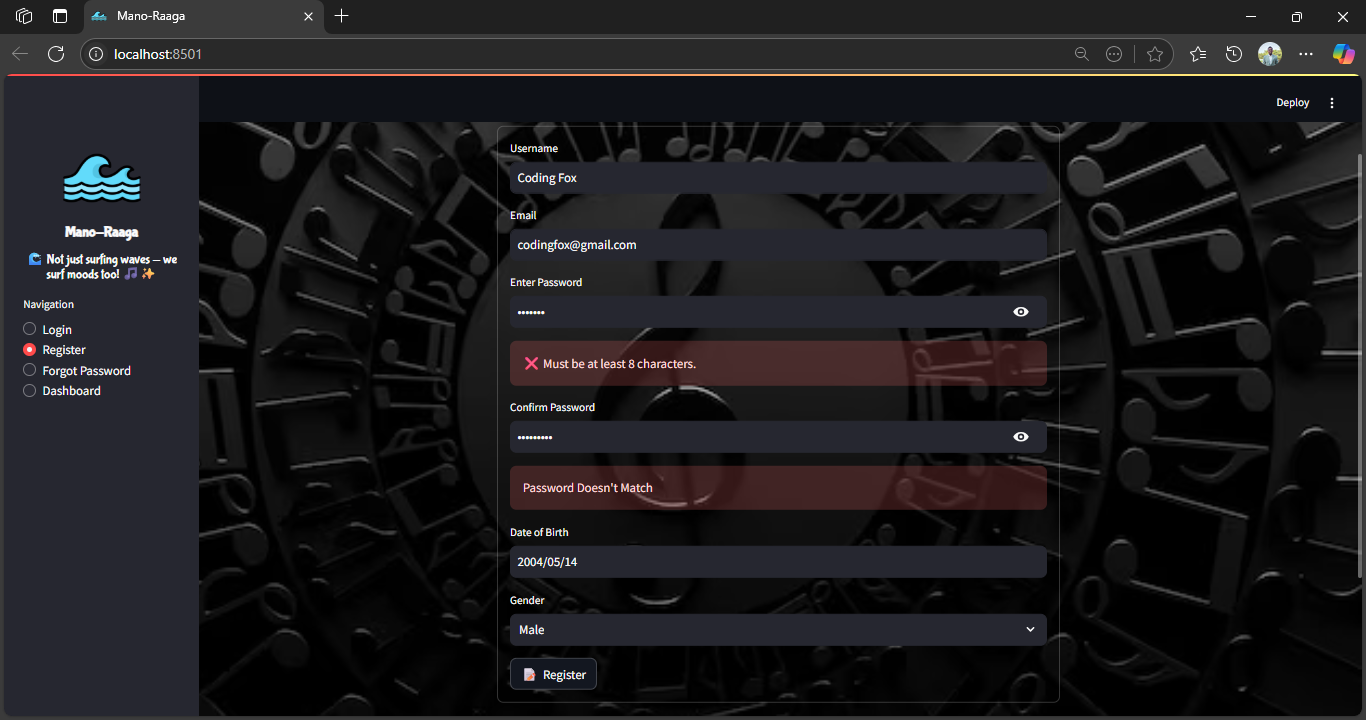 Mano-Raaga
localhost:8501
Deploy
Mano-Raaga
🌊 Not just surfing waves – we
surf moods too! 🎵 ✨
Navigation
Login
Register
Forgot Password
Dashboard
Username
Coding Fox
Email
codingfox@gmail.com
Enter Password
•••••••
❌ Must be at least 8 characters.
Confirm Password
•••••••••
Password Doesn't Match
Date of Birth
2004/05/14
Gender
Male
📝 Register